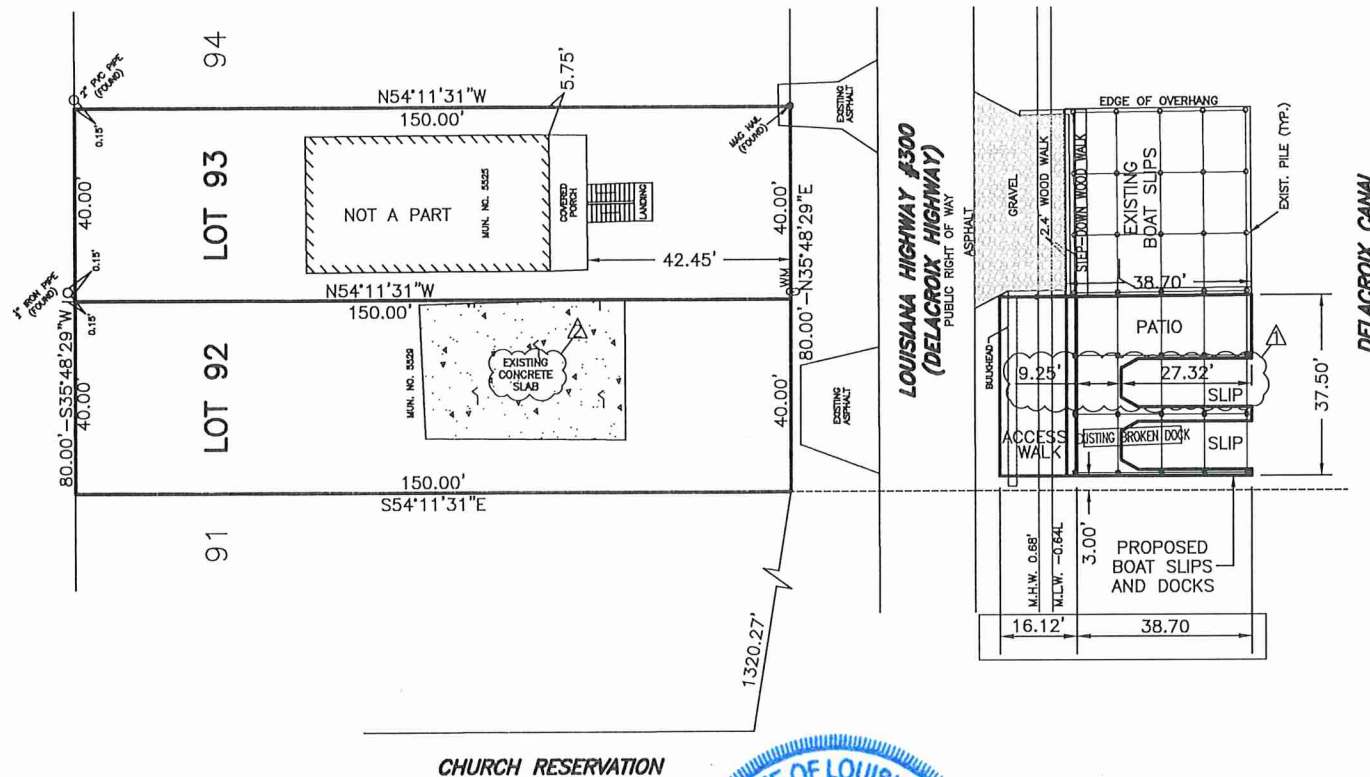 94
2" PVC PIPE
(FOUND)
0.15'
N54°11'31"W
150.00'
5.75'
MAG NAIL
(FOUND)
EXISTING
ASPHALT
40.00'
LOT 93
NOT A PART
MUN. NO. 5525
COVERED
PORCH
LANDING
40.00'
42.45'
0.15'
IRON PIPE
(FOUND)
0.15'
WM
N54°11'31"W
150.00'
80.00'–S35°48'29"W
80.00'–N35°48'29"E
40.00'
LOT 92
MUN. NO. 5529
EXISTING
CONCRETE
SLAB
1
40.00'
EXISTING
ASPHALT
150.00'
S54°11'31"E
91
1320.27'
CHURCH RESERVATION
LOUISIANA HIGHWAY #300
(DELACROIX HIGHWAY)
PUBLIC RIGHT OF WAY
ASPHALT
GRAVEL
2.4' WOOD WALK
STEP-DOWN WOOD WALK
EDGE OF OVERHANG
EXISTING
BOAT SLIPS
EXIST. PILE (TYP.)
DELACROIX CANAL
38.70'
BULKHEAD
PATIO
1
9.25'
27.32'
SLIP
37.50'
ACCESS
WALK
EXISTING BROKEN DOCK
SLIP
M.H.W. 0.68'
M.L.W. -0.64L
3.00'
PROPOSED
BOAT SLIPS
AND DOCKS
16.12'
38.70